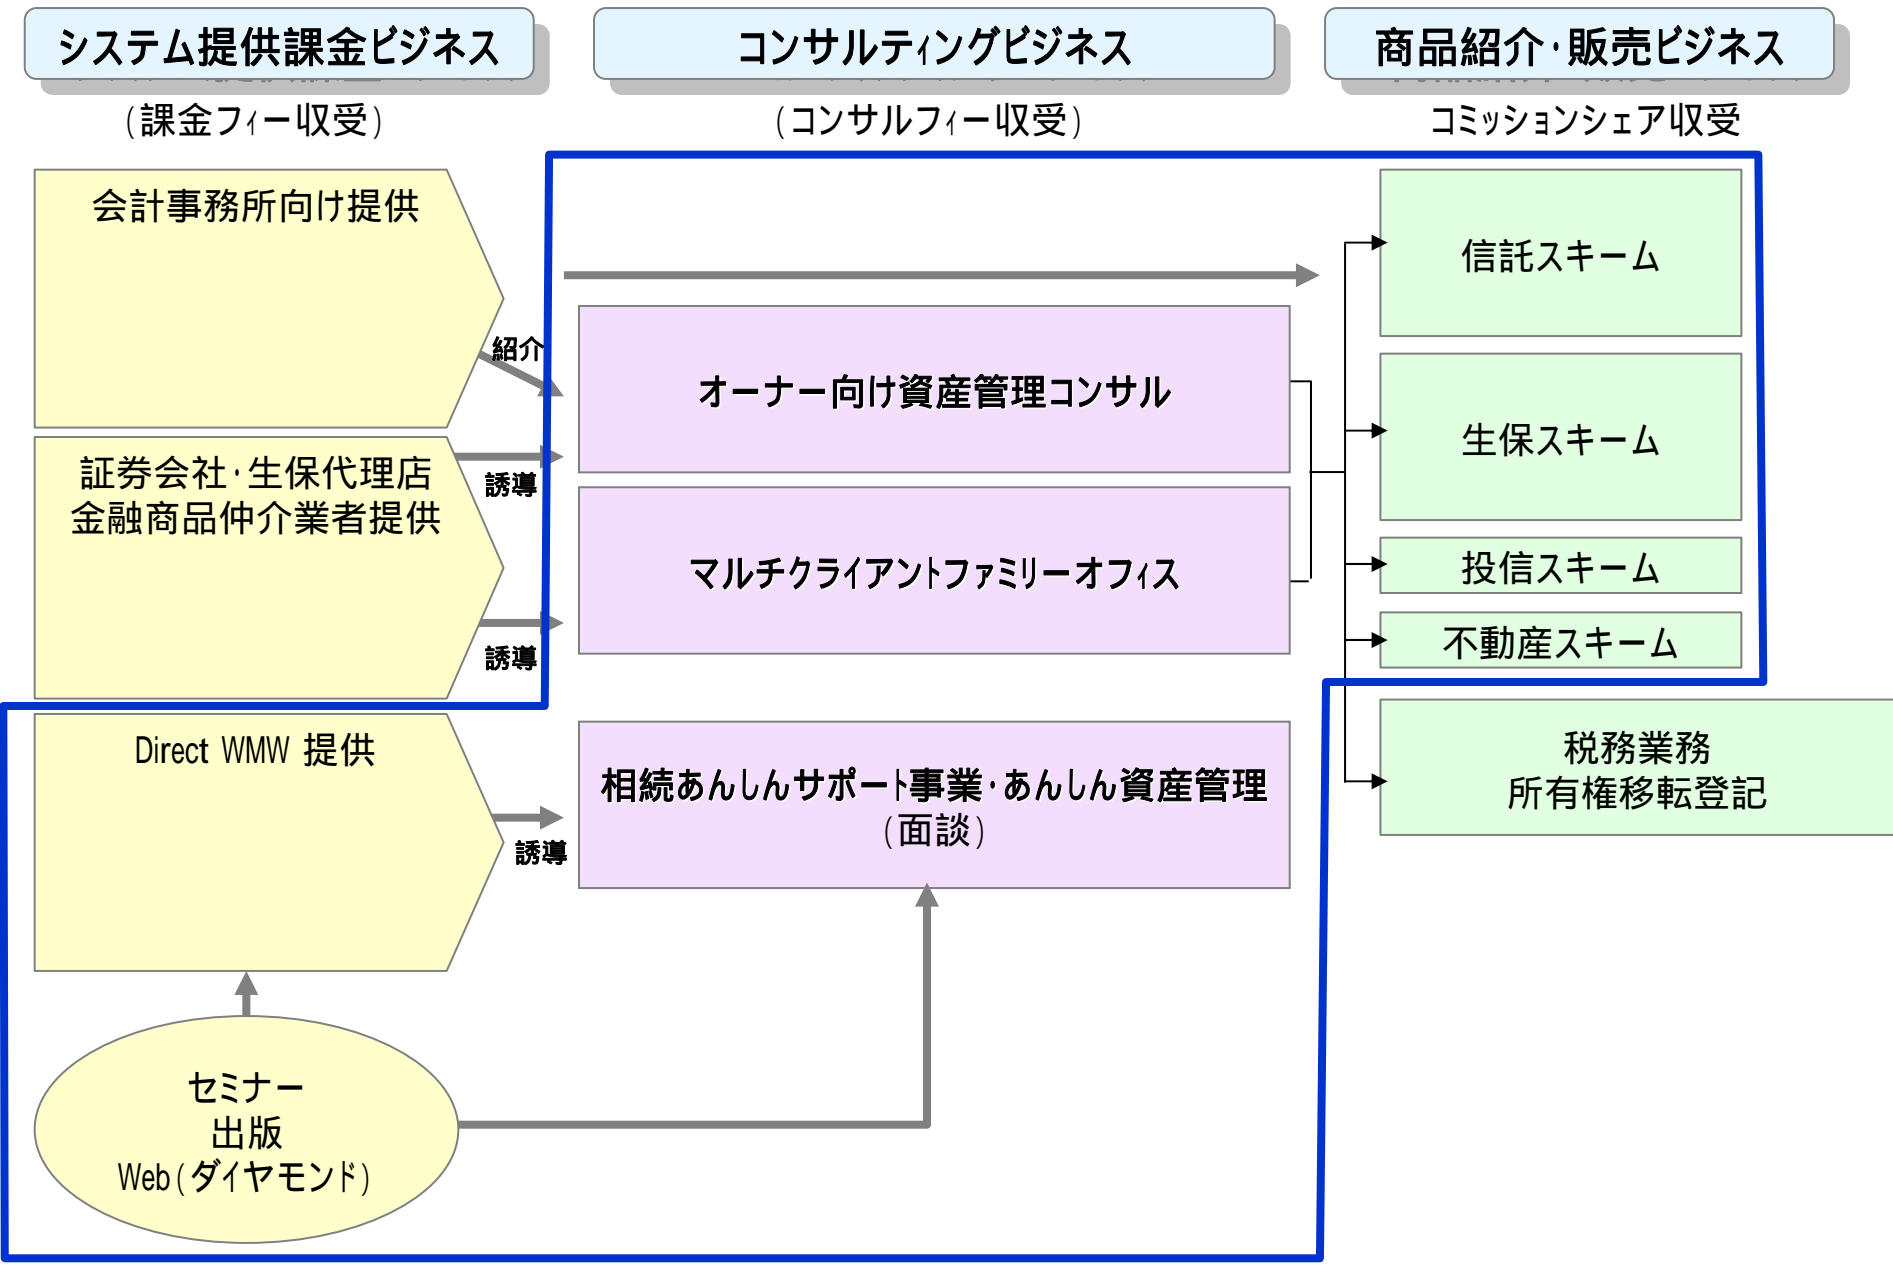 システム提供課金ビジネス
(課金フィー収受)
コンサルティングビジネス
(コンサルフィー収受)
商品紹介・販売ビジネス
コミッションシェア収受
会計事務所向け提供
紹介
証券会社・生保代理店
金融商品仲介業者提供
誘導
誘導
Direct WMW 提供
誘導
セミナー
出版
Web(ダイヤモンド)
オーナー向け資産管理コンサル
マルチクライアントファミリーオフィス
相続あんしんサポート事業・あんしん資産管理
(面談)
信託スキーム
生保スキーム
投信スキーム
不動産スキーム
税務業務
所有権移転登記